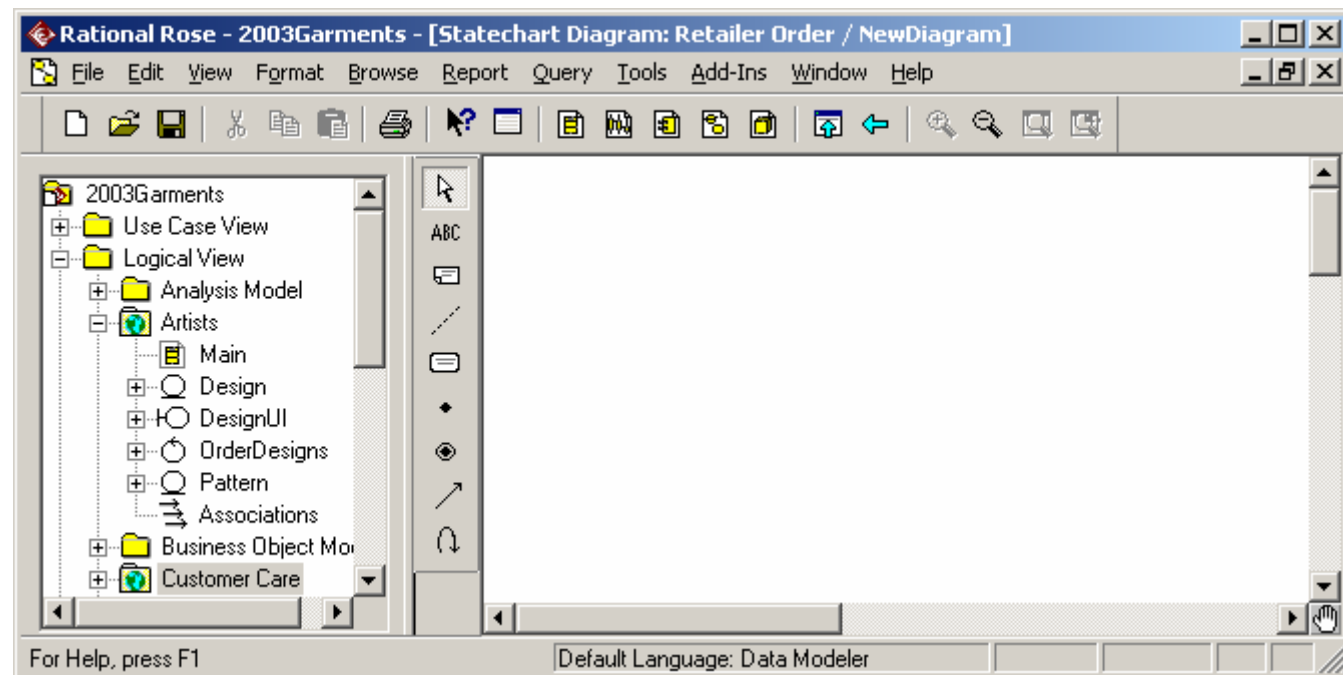 Rational Rose - 2003Garments - [Statechart Diagram: Retailer Order / NewDiagram]
File Edit View Format Browse Report Query Tools Add-Ins Window Help
2003Garments
Use Case View
Logical View
Analysis Model
Artists
Main
Design
DesignUI
OrderDesigns
Pattern
Associations
Business Object Mo
Customer Care
ABC
For Help, press F1
Default Language: Data Modeler